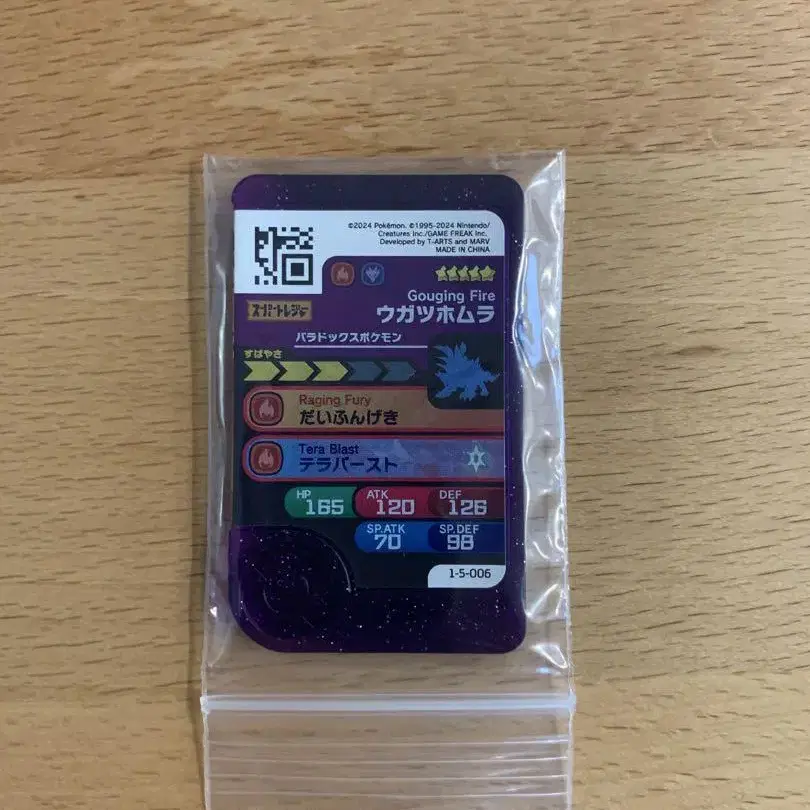 ©2024 Pokémon. ©1995-2024 Nintendo/
Creatures Inc./GAME FREAK Inc.
Developed by T-ARTS and MARV
MADE IN CHINA
Gouging Fire
スーパートレジャー
ウガツホムラ
パラドックスポケモン
すばやさ
Raging Fury
だいふんげき
Tera Blast
テラバースト
HP 165 ATK 120 DEF 126
SP.ATK 70 SP.DEF 98
1-5-006